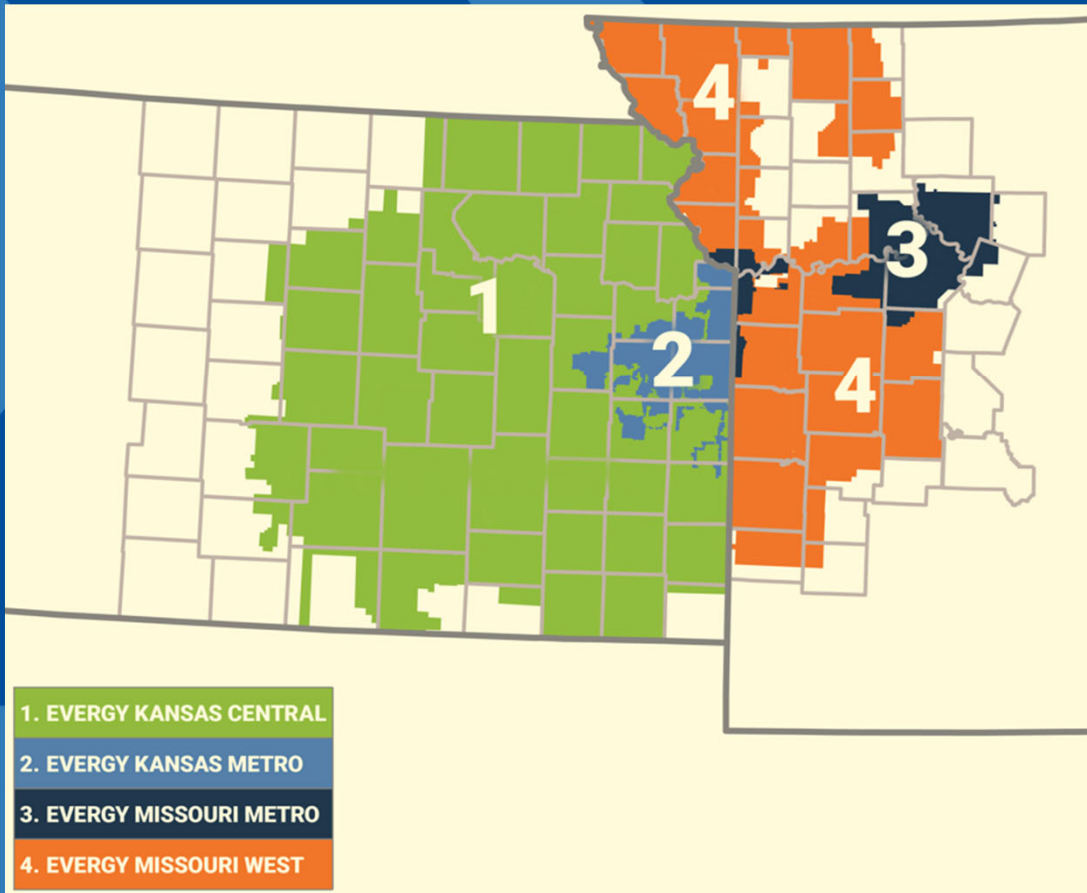 4
3
1
2
4
1. EVERGY KANSAS CENTRAL
2. EVERGY KANSAS METRO
3. EVERGY MISSOURI METRO
4. EVERGY MISSOURI WEST